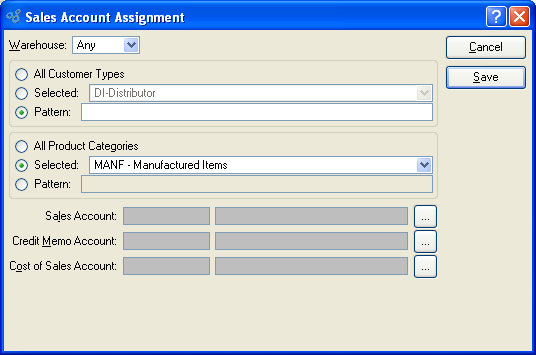 Sales Account Assignment
Warehouse: Any
Cancel
All Customer Types
Save
Selected: DI-Distributor
Pattern:
All Product Categories
Selected: MANF - Manufactured Items
Pattern:
Sales Account: ...
Credit Memo Account: ...
Cost of Sales Account: ...